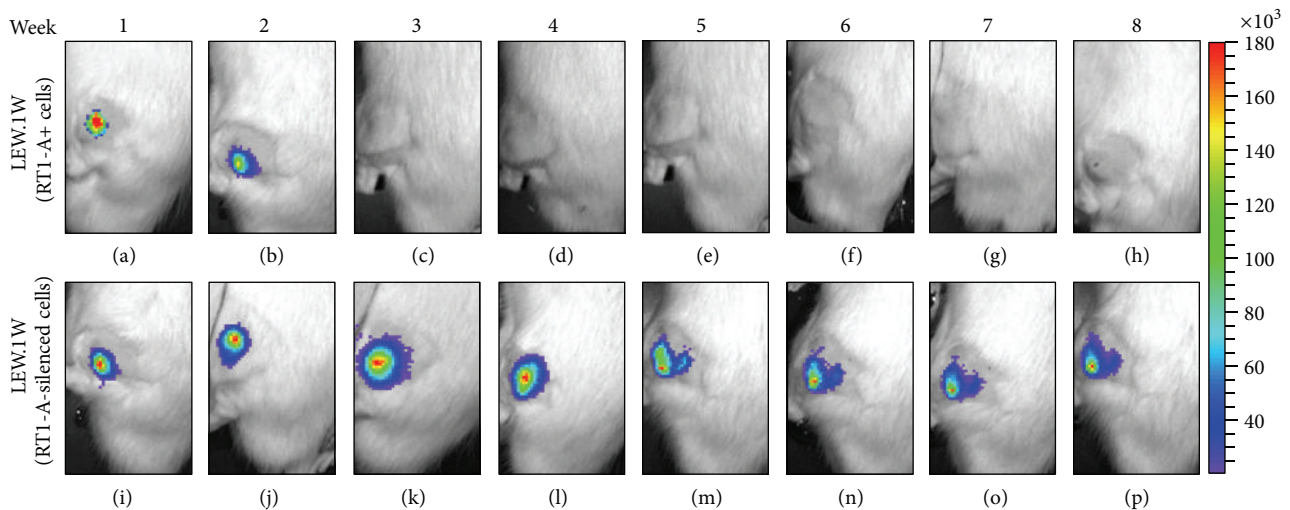 Week 1 2 3 4 5 6 7 8
×10³
LEW.1W
(RT1-A+ cells)
(a) (b) (c) (d) (e) (f) (g) (h)
LEW.1W
(RT1-A-silenced cells)
(i) (j) (k) (l) (m) (n) (o) (p)
180
160
140
120
100
80
60
40